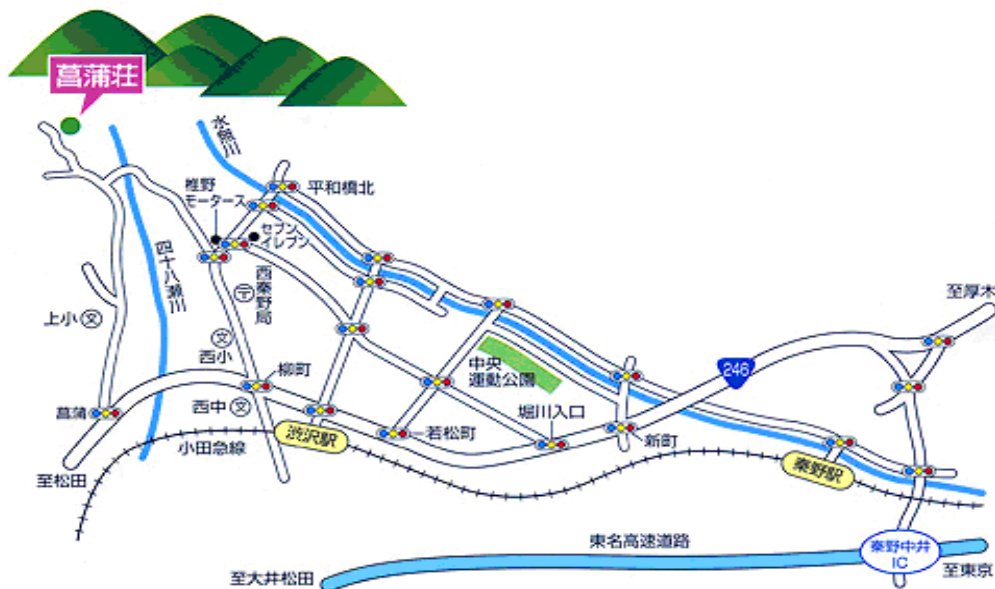 菖蒲荘
水無川
椎野
モータース
平和橋北
セブン
イレブン
四十八瀬川
西秦野局
〒
上小
文
文
西小
柳町
中央
運動公園
246
至厚木
菖蒲
西中
文
渋沢駅
若松町
堀川入口
新町
小田急線
至松田
秦野駅
東名高速道路
秦野中井
IC
至大井松田
至東京